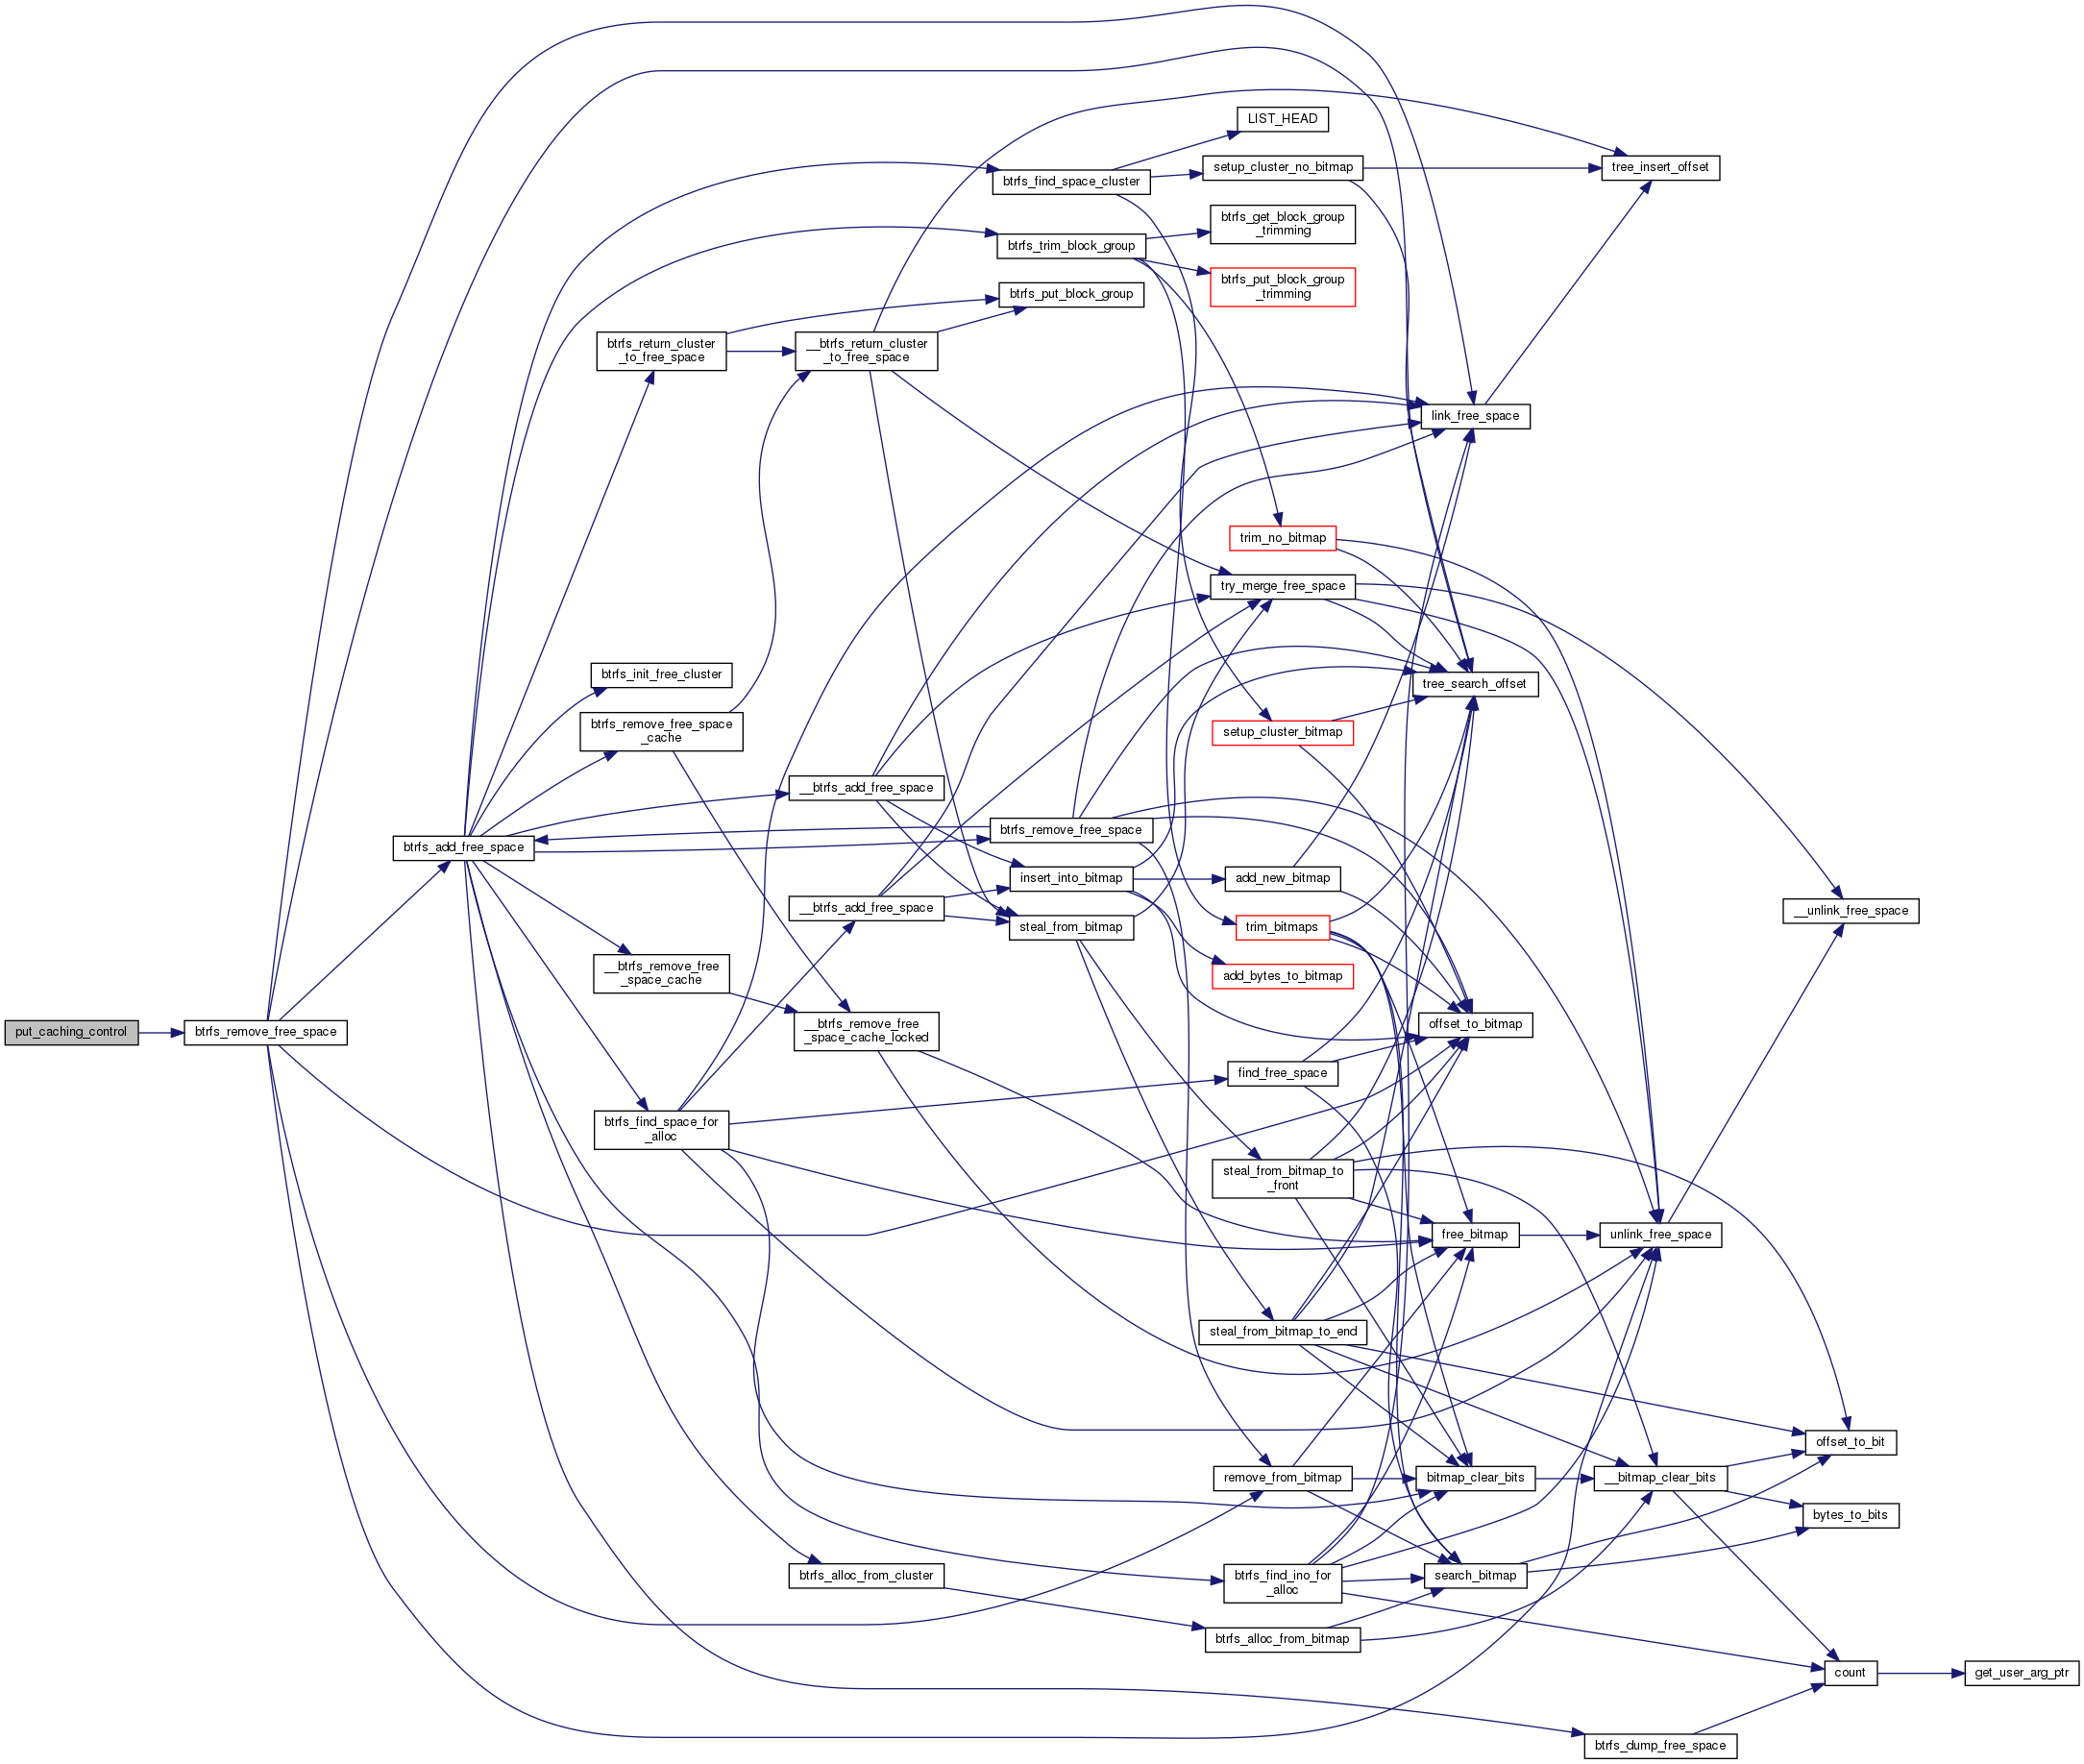 put_caching_control
btrfs_remove_free_space
btrfs_add_free_space
btrfs_return_cluster
_to_free_space
btrfs_init_free_cluster
btrfs_remove_free_space
_cache
__btrfs_remove_free
_space_cache
btrfs_find_space_for
_alloc
__btrfs_return_cluster
_to_free_space
__btrfs_add_free_space
__btrfs_add_free_space
__btrfs_remove_free
_space_cache_locked
btrfs_alloc_from_cluster
btrfs_find_space_cluster
btrfs_trim_block_group
btrfs_put_block_group
btrfs_remove_free_space
insert_into_bitmap
steal_from_bitmap
LIST_HEAD
setup_cluster_no_bitmap
btrfs_get_block_group
_trimming
btrfs_put_block_group
_trimming
trim_no_bitmap
try_merge_free_space
setup_cluster_bitmap
add_new_bitmap
trim_bitmaps
add_bytes_to_bitmap
find_free_space
steal_from_bitmap_to
_front
steal_from_bitmap_to_end
remove_from_bitmap
btrfs_find_ino_for
_alloc
btrfs_alloc_from_bitmap
link_free_space
tree_search_offset
offset_to_bitmap
free_bitmap
bitmap_clear_bits
search_bitmap
tree_insert_offset
unlink_free_space
__bitmap_clear_bits
btrfs_dump_free_space
__unlink_free_space
offset_to_bit
bytes_to_bits
count
get_user_arg_ptr